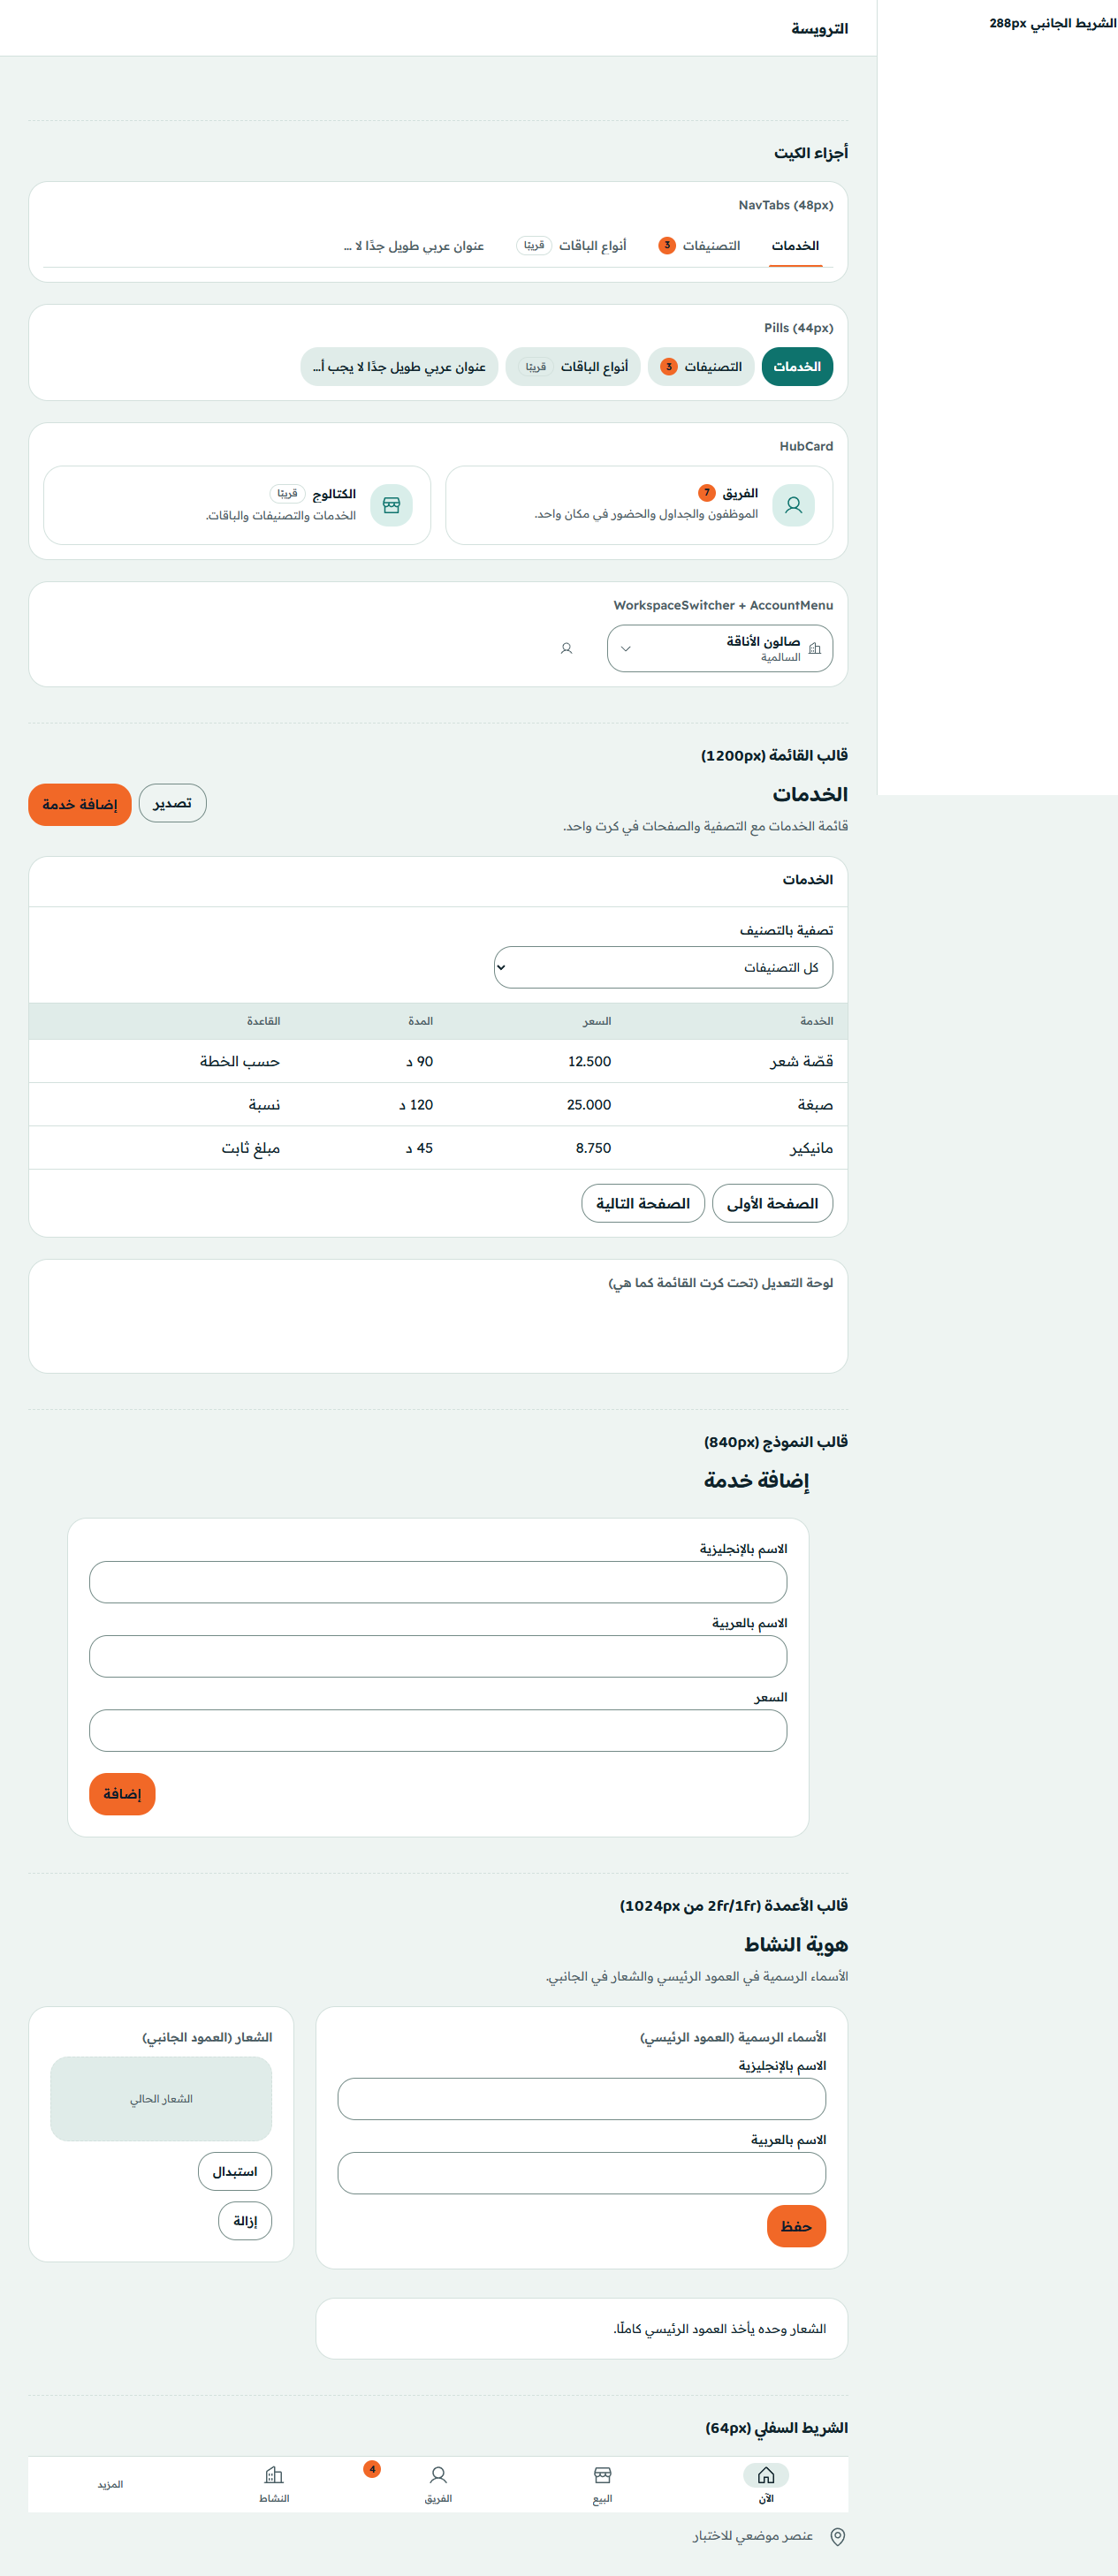 الشريط الجانبي 288px
الترويسة
أجزاء الكيت
NavTabs (48px)
الخدمات
التصنيفات 3
أنواع الباقات قريبًا
عنوان عربي طويل جدًا لا ...
Pills (44px)
الخدمات
التصنيفات 3
أنواع الباقات قريبًا
عنوان عربي طويل جدًا لا يجب أ...
HubCard
الفريق 7
الموظفون والجداول والحضور في مكان واحد.
الكتالوج قريبًا
الخدمات والتصنيفات والباقات.
WorkspaceSwitcher + AccountMenu
صالون الأناقة
السالمية
قالب القائمة (1200px)
الخدمات
قائمة الخدمات مع التصفية والصفحات في كرت واحد.
تصدير
إضافة خدمة
الخدمات
تصفية بالتصنيف
كل التصنيفات
الخدمة السعر المدة القاعدة
قصّة شعر 12.500 90 د حسب الخطة
صبغة 25.000 120 د نسبة
مانيكير 8.750 45 د مبلغ ثابت
الصفحة الأولى
الصفحة التالية
لوحة التعديل (تحت كرت القائمة كما هي)
قالب النموذج (840px)
إضافة خدمة
الاسم بالإنجليزية
الاسم بالعربية
السعر
إضافة
قالب الأعمدة (2fr/1fr من 1024px)
هوية النشاط
الأسماء الرسمية في العمود الرئيسي والشعار في الجانبي.
الأسماء الرسمية (العمود الرئيسي)
الاسم بالإنجليزية
الاسم بالعربية
حفظ
الشعار (العمود الجانبي)
الشعار الحالي
استبدال
إزالة
الشعار وحده يأخذ العمود الرئيسي كاملًا.
الشريط السفلي (64px)
الآن
البيع
الفريق
4
النشاط
المزيد
عنصر موضعي للاختبار